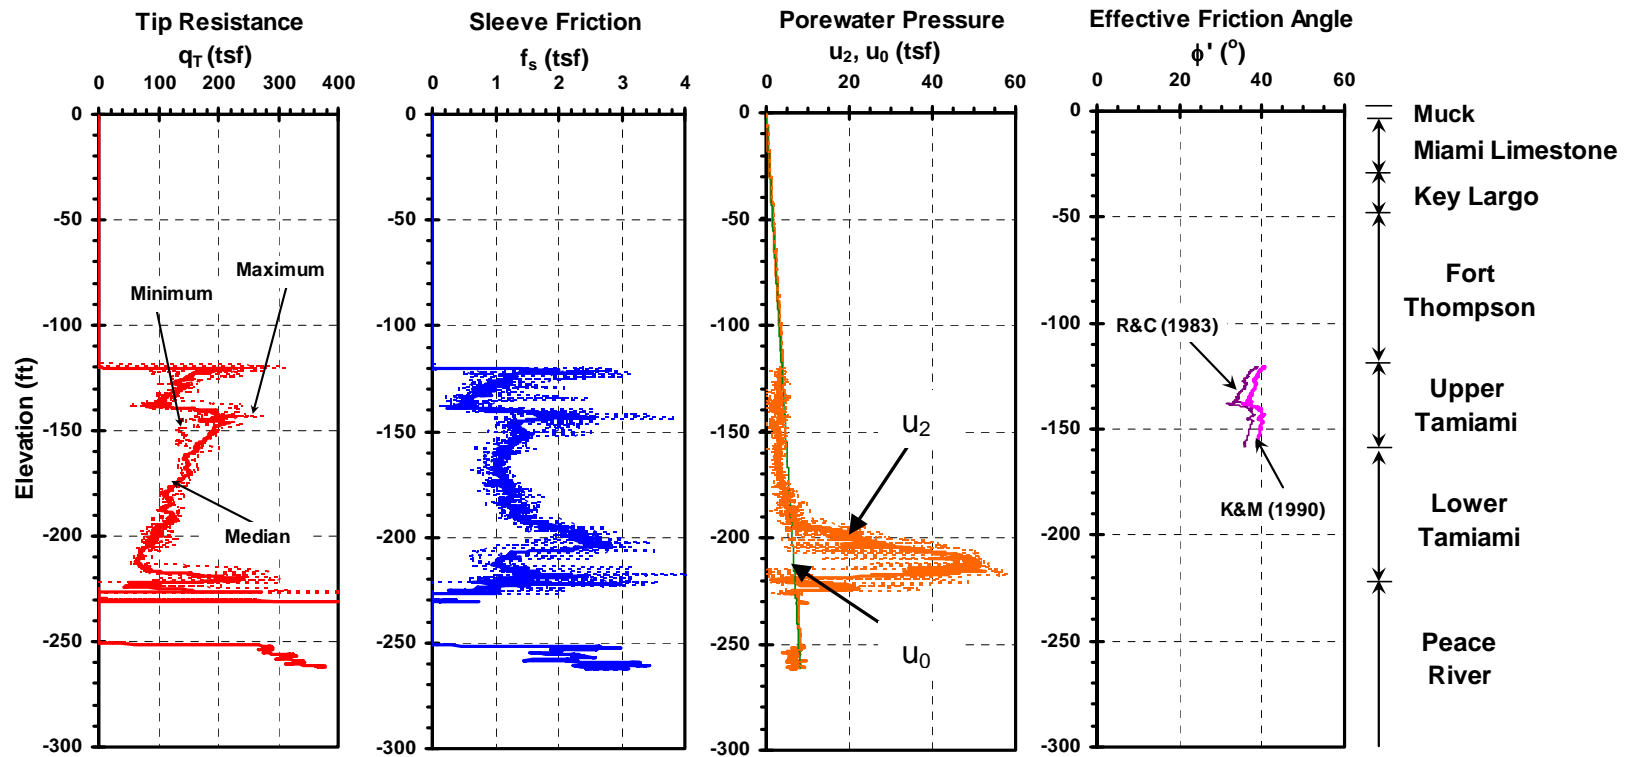 Tip Resistance
qT (tsf)
0 100 200 300 400
0
-50
-100
-150
-200
-250
-300
Elevation (ft)
Minimum
Maximum
Median
Sleeve Friction
fs (tsf)
0 1 2 3 4
0
-50
-100
-150
-200
-250
-300
Porewater Pressure
u2, u0 (tsf)
0 20 40 60
0
-50
-100
-150
-200
-250
-300
u2
u0
Effective Friction Angle
ϕ' (o)
0 20 40 60
0
-50
-100
-150
-200
-250
-300
R&C (1983)
K&M (1990)
Muck
Miami Limestone
Key Largo
Fort
Thompson
Upper
Tamiami
Lower
Tamiami
Peace
River